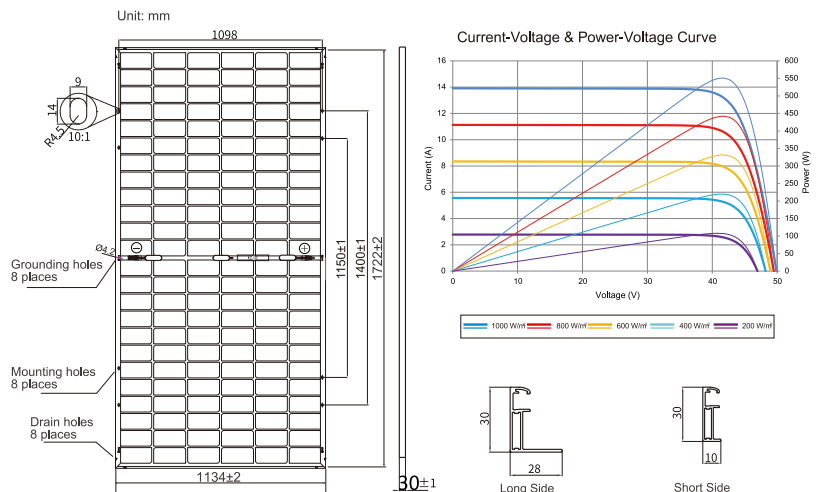 Unit: mm
1098
9
14
R4.5
10:1
Ø4.2
Grounding holes
8 places
Mounting holes
8 places
Drain holes
8 places
1150±1
1400±1
1722±2
1134±2
30±1
Current-Voltage & Power-Voltage Curve
Current (A)
16
14
12
10
8
6
4
2
0
600
550
500
450
400
350
300
250
200
150
100
50
0
Power (W)
0
10
20
30
40
50
Voltage (V)
1000 W/m²
800 W/m²
600 W/m²
400 W/m²
200 W/m²
30
28
Long Side
30
10
Short Side